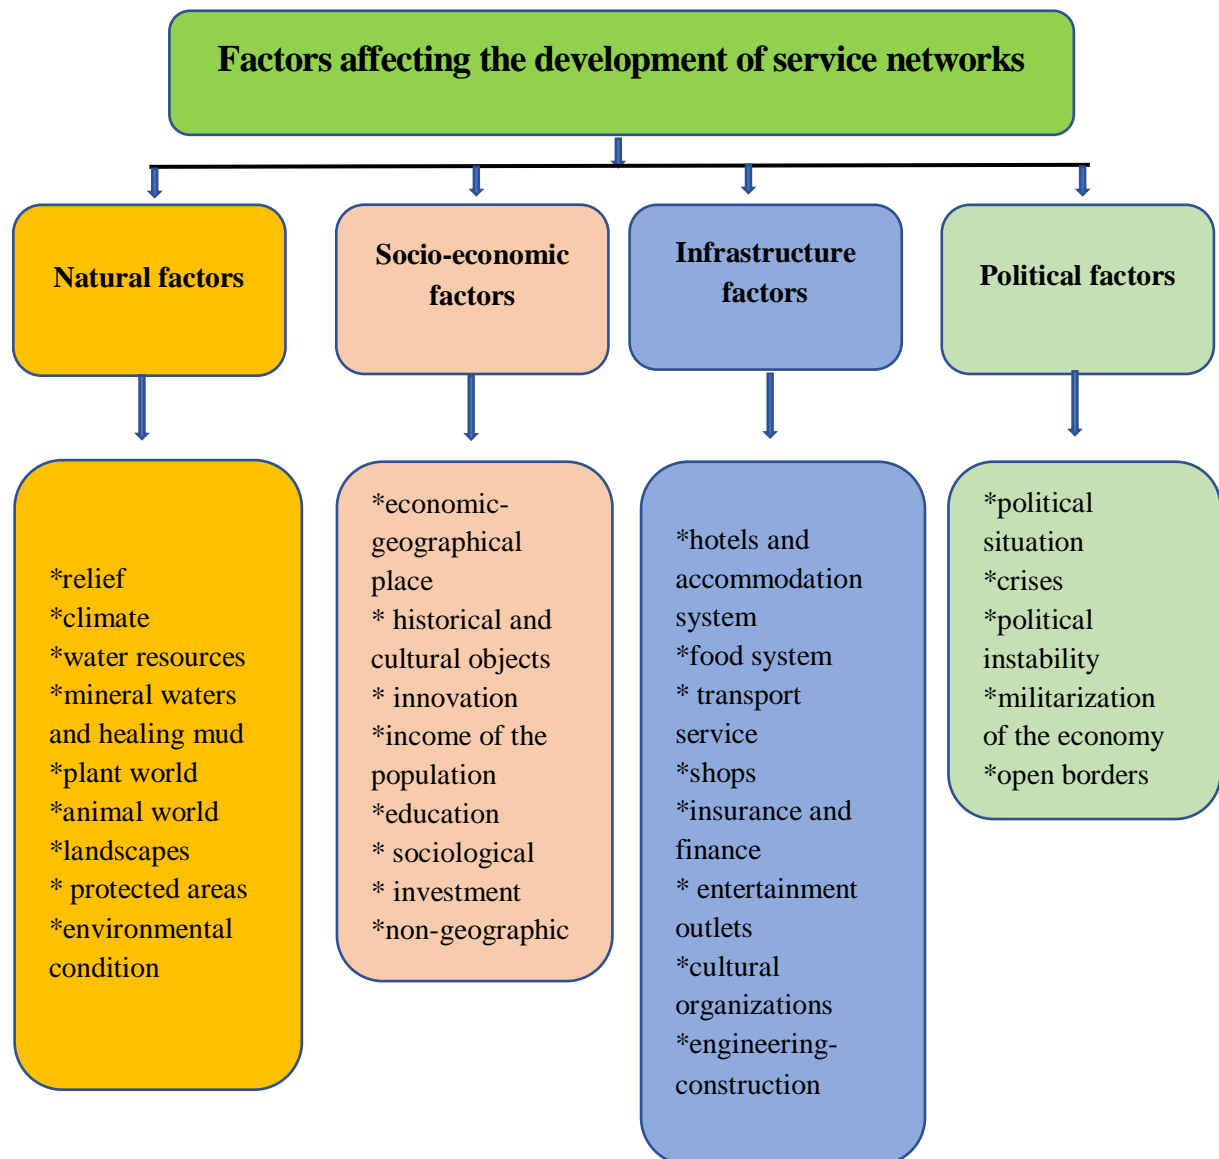 Factors affecting the development of service networks
Natural factors
Socio-economic
factors
Infrastructure
factors
Political factors
*relief
*climate
*water resources
*mineral waters
and healing mud
*plant world
*animal world
*landscapes
* protected areas
*environmental
condition
*economic-
geographical
place
* historical and
cultural objects
* innovation
*income of the
population
*education
* sociological
* investment
*non-geographic
*hotels and
accommodation
system
*food system
* transport
service
*shops
*insurance and
finance
* entertainment
outlets
*cultural
organizations
*engineering-
construction
*political
situation
*crises
*political
instability
*militarization
of the economy
*open borders